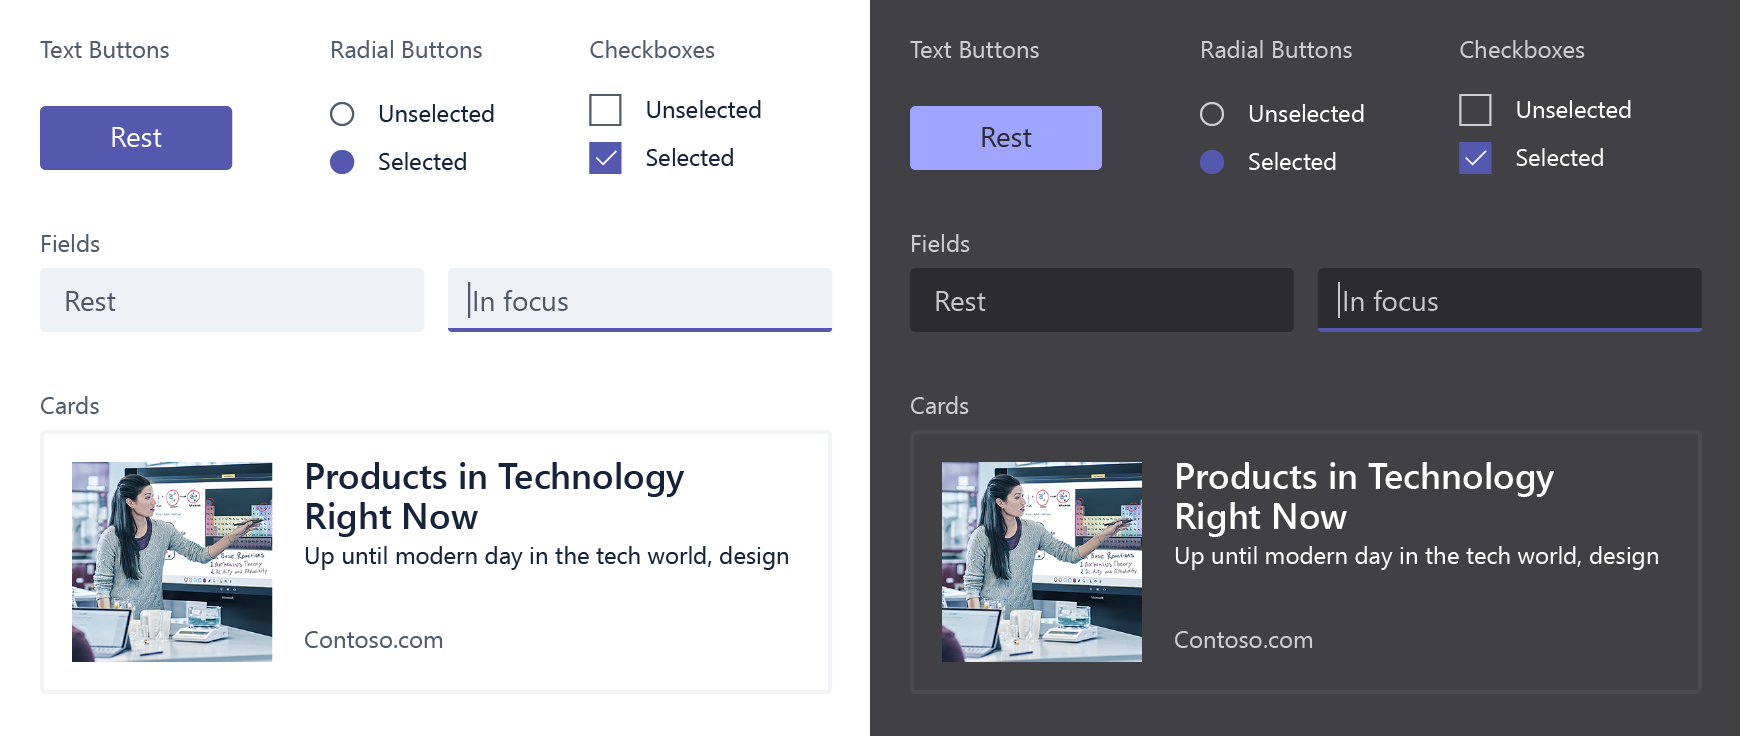 Text Buttons
Radial Buttons
Checkboxes
Rest
Unselected
Selected
Unselected
Selected
Fields
Rest
In focus
Cards
Products in Technology
Right Now
Up until modern day in the tech world, design
Contoso.com
Text Buttons
Radial Buttons
Checkboxes
Rest
Unselected
Selected
Unselected
Selected
Fields
Rest
In focus
Cards
Products in Technology
Right Now
Up until modern day in the tech world, design
Contoso.com